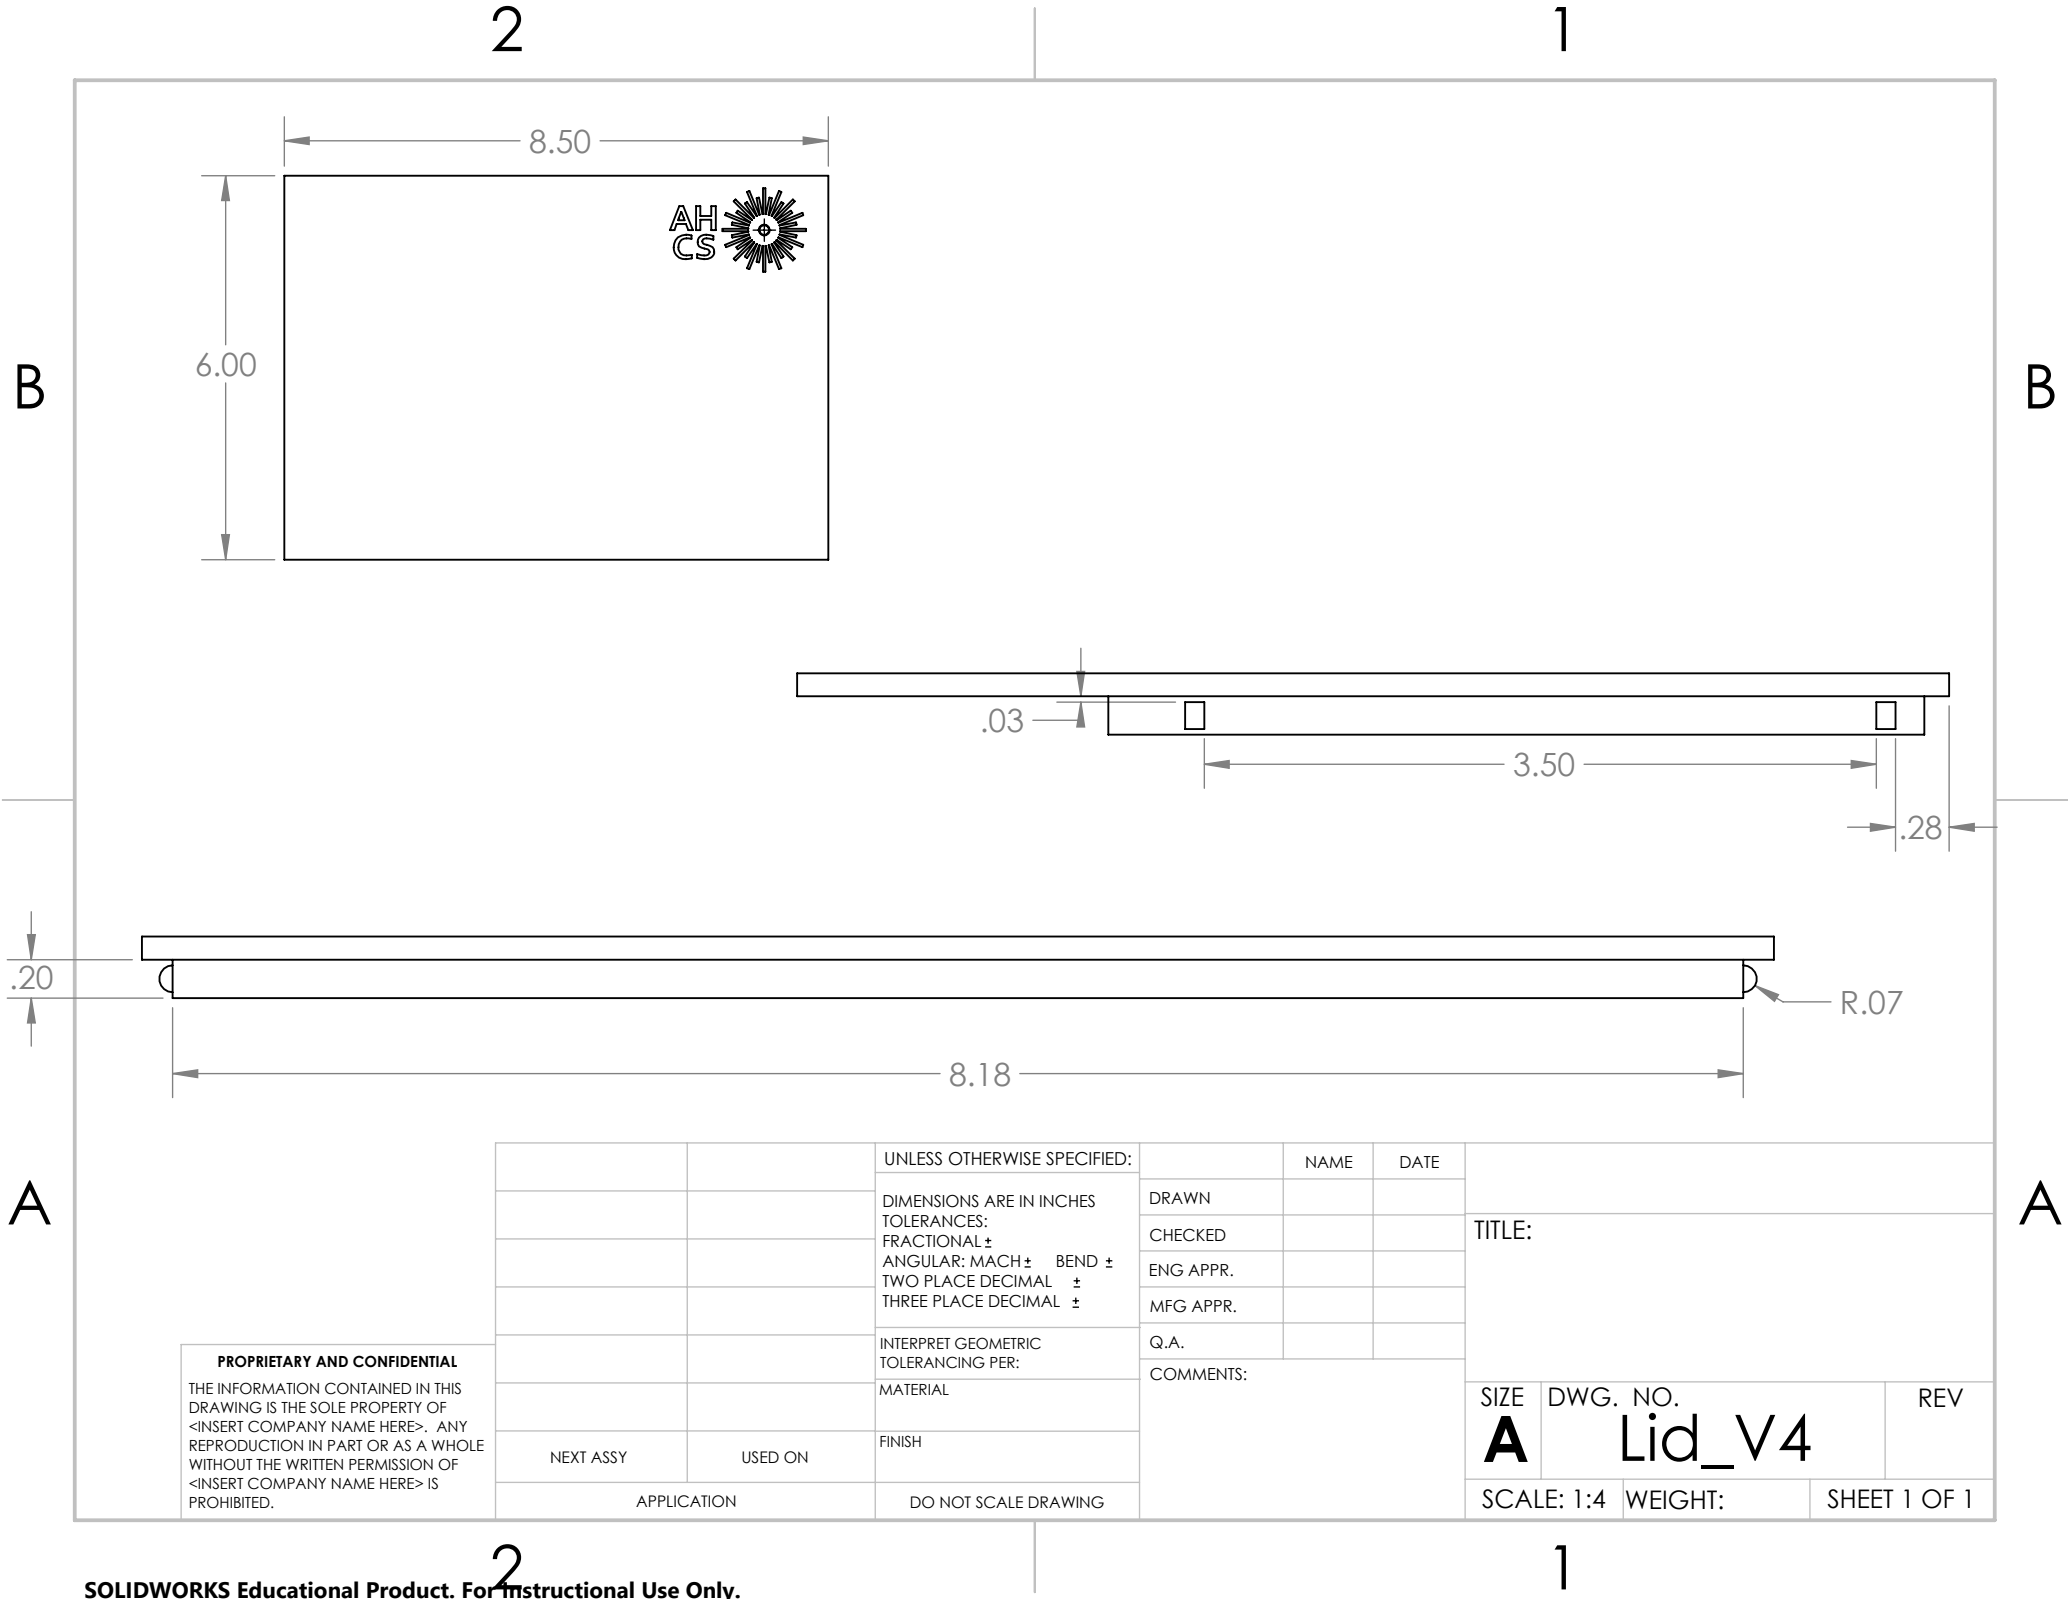 2
1
8.50
AH
CS
6.00
B
B
.03
3.50
.28
.20
R.07
8.18
A
A
UNLESS OTHERWISE SPECIFIED:
DIMENSIONS ARE IN INCHES
TOLERANCES:
FRACTIONAL ±
ANGULAR: MACH ± BEND ±
TWO PLACE DECIMAL ±
THREE PLACE DECIMAL ±
INTERPRET GEOMETRIC
TOLERANCING PER:
MATERIAL
FINISH
DO NOT SCALE DRAWING
NAME
DATE
DRAWN
CHECKED
ENG APPR.
MFG APPR.
Q.A.
COMMENTS:
TITLE:
SIZE
A
DWG. NO.
Lid_V4
REV
SCALE: 1:4
WEIGHT:
SHEET 1 OF 1
PROPRIETARY AND CONFIDENTIAL
THE INFORMATION CONTAINED IN THIS
DRAWING IS THE SOLE PROPERTY OF
<INSERT COMPANY NAME HERE>. ANY
REPRODUCTION IN PART OR AS A WHOLE
WITHOUT THE WRITTEN PERMISSION OF
<INSERT COMPANY NAME HERE> IS
PROHIBITED.
NEXT ASSY
USED ON
APPLICATION
2
1
SOLIDWORKS Educational Product. For Instructional Use Only.